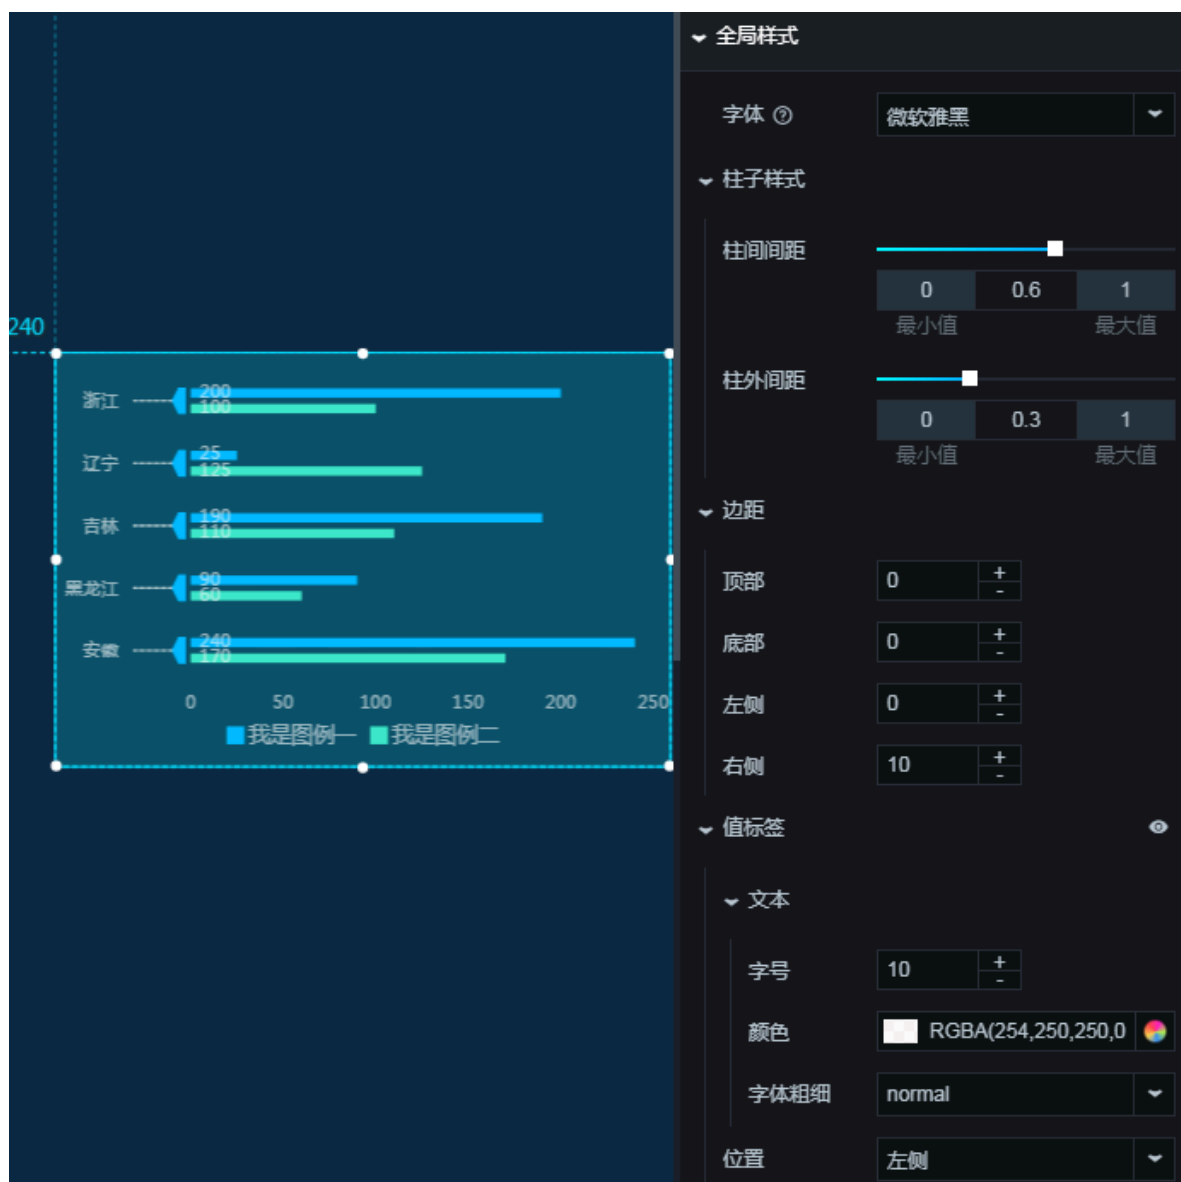 全局样式
字体
微软雅黑
柱子样式
柱间间距
0 0.6 1
最小值 最大值
柱外间距
0 0.3 1
最小值 最大值
边距
顶部 0 + -
底部 0 + -
左侧 0 + -
右侧 10 + -
值标签
文本
字号 10 + -
颜色 RGBA(254,250,250,0
字体粗细 normal
位置 左侧
240
浙江 200
100
辽宁 25
125
吉林 190
110
黑龙江 90
60
安徽 240
170
0 50 100 150 200 250
我是图例一 我是图例二